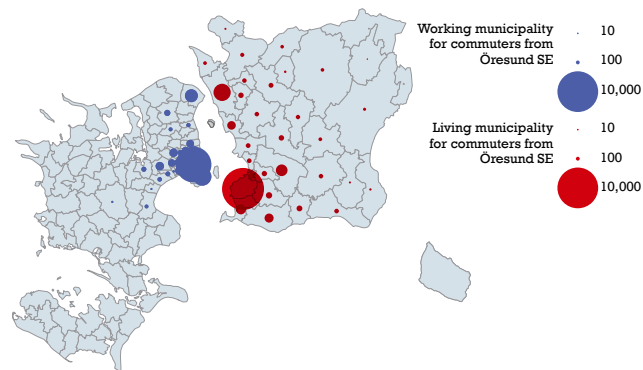 Working municipality
for commuters from
Öresund SE
10
100
10,000
Living municipality
for commuters from
Öresund SE
10
100
10,000